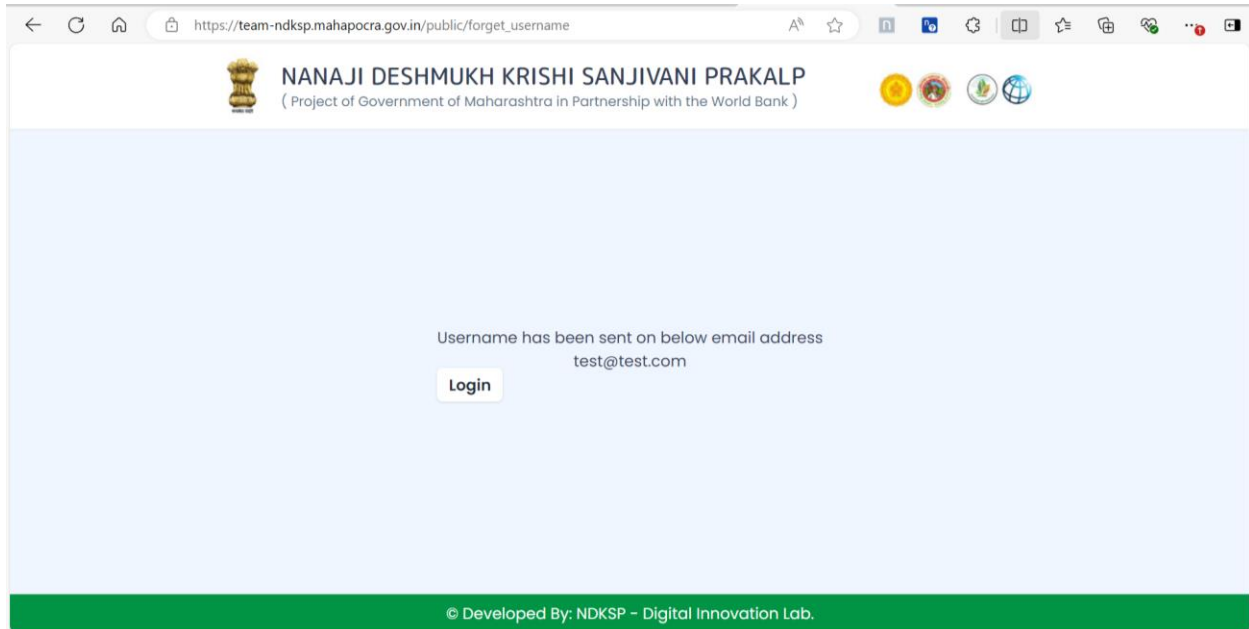 https://team-ndksp.mahapocra.gov.in/public/forget_username
NANAJI DESHMUKH KRISHI SANJIVANI PRAKALP
( Project of Government of Maharashtra in Partnership with the World Bank )
Username has been sent on below email address
test@test.com
Login
© Developed By: NDKSP - Digital Innovation Lab.